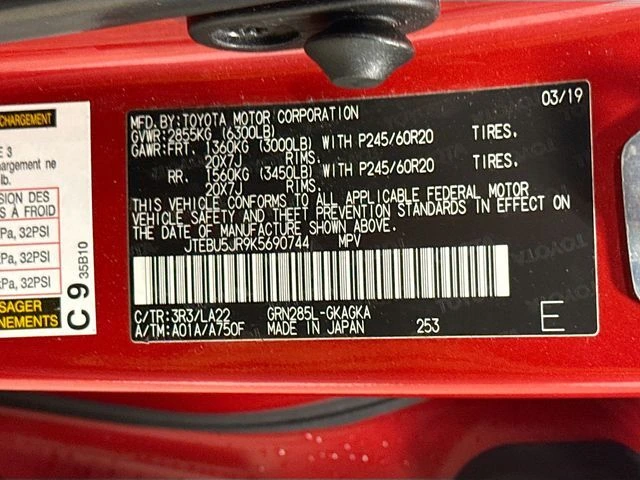 CHARGEMENT
E 3
hargement ne
lb.
SION DES
S À FROID
Pa, 32PSI
Pa, 32PSI
kPa, 32PSI
SAGER
NEMENTS
C 9 35B10
MFD. BY: TOYOTA MOTOR CORPORATION 03/19
GVWR: 2855KG (6300LB)
GAWR: FRT. 1360KG (3000LB) WITH P245/60R20 TIRES.
20X7J RIMS.
RR. 1560KG (3450LB) WITH P245/60R20 TIRES.
20X7J RIMS.
THIS VEHICLE CONFORMS TO ALL APPLICABLE FEDERAL MOTOR
VEHICLE SAFETY AND THEFT PREVENTION STANDARDS IN EFFECT ON
THE DATE OF MANUFACTURE SHOWN ABOVE.
JTEBU5JR9K5690744 MPV
C/TR: 3R3/LA22 GRN285L-GKAGKA
A/TM: A01A/A750F MADE IN JAPAN 253 E